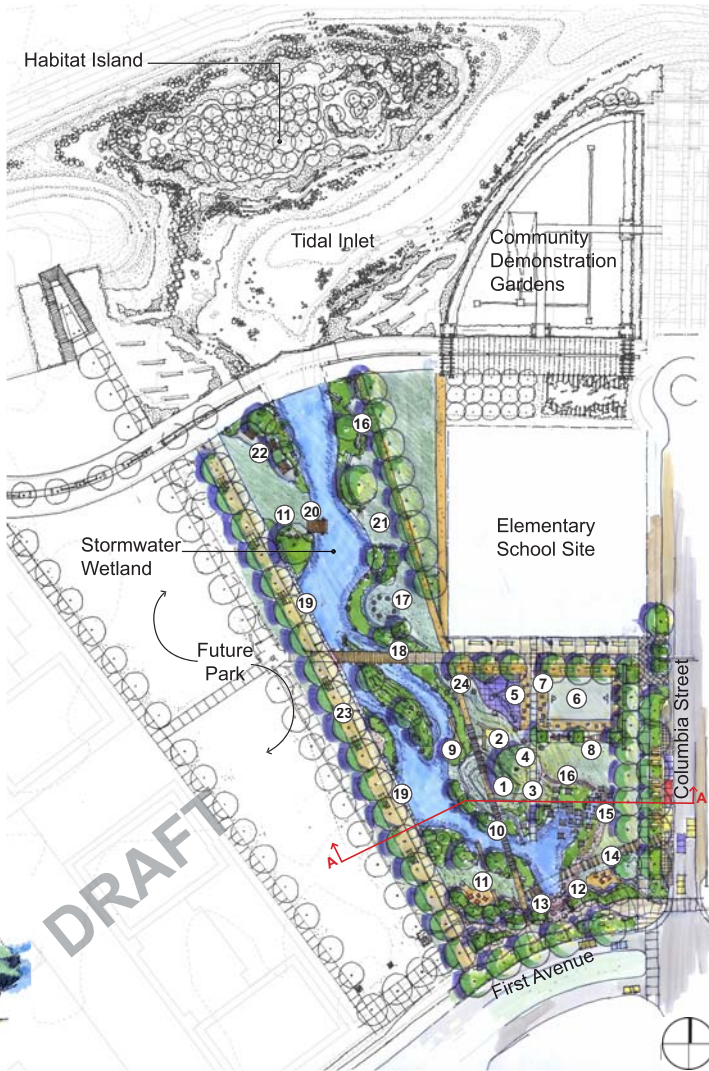 Habitat Island
Tidal Inlet
Community
Demonstration
Gardens
16
22
11
20
21
Elementary
School Site
Stormwater
Wetland
17
19
18
Future
Park
24
5
7
6
23
2
9
4
8
16
1
3
19
10
15
A
A
14
11
12
13
Columbia Street
First Avenue
DRAFT